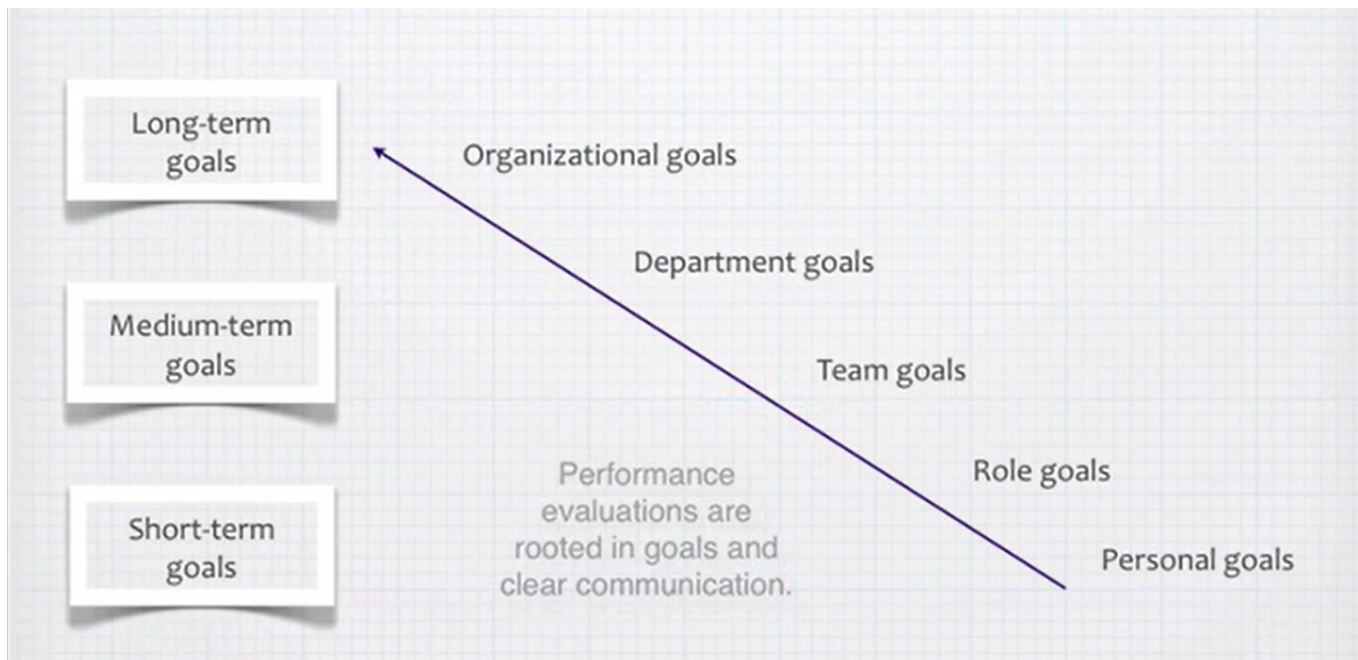 Long-term
goals
Organizational goals
Department goals
Medium-term
goals
Team goals
Performance
evaluations are
rooted in goals and
clear communication.
Role goals
Short-term
goals
Personal goals